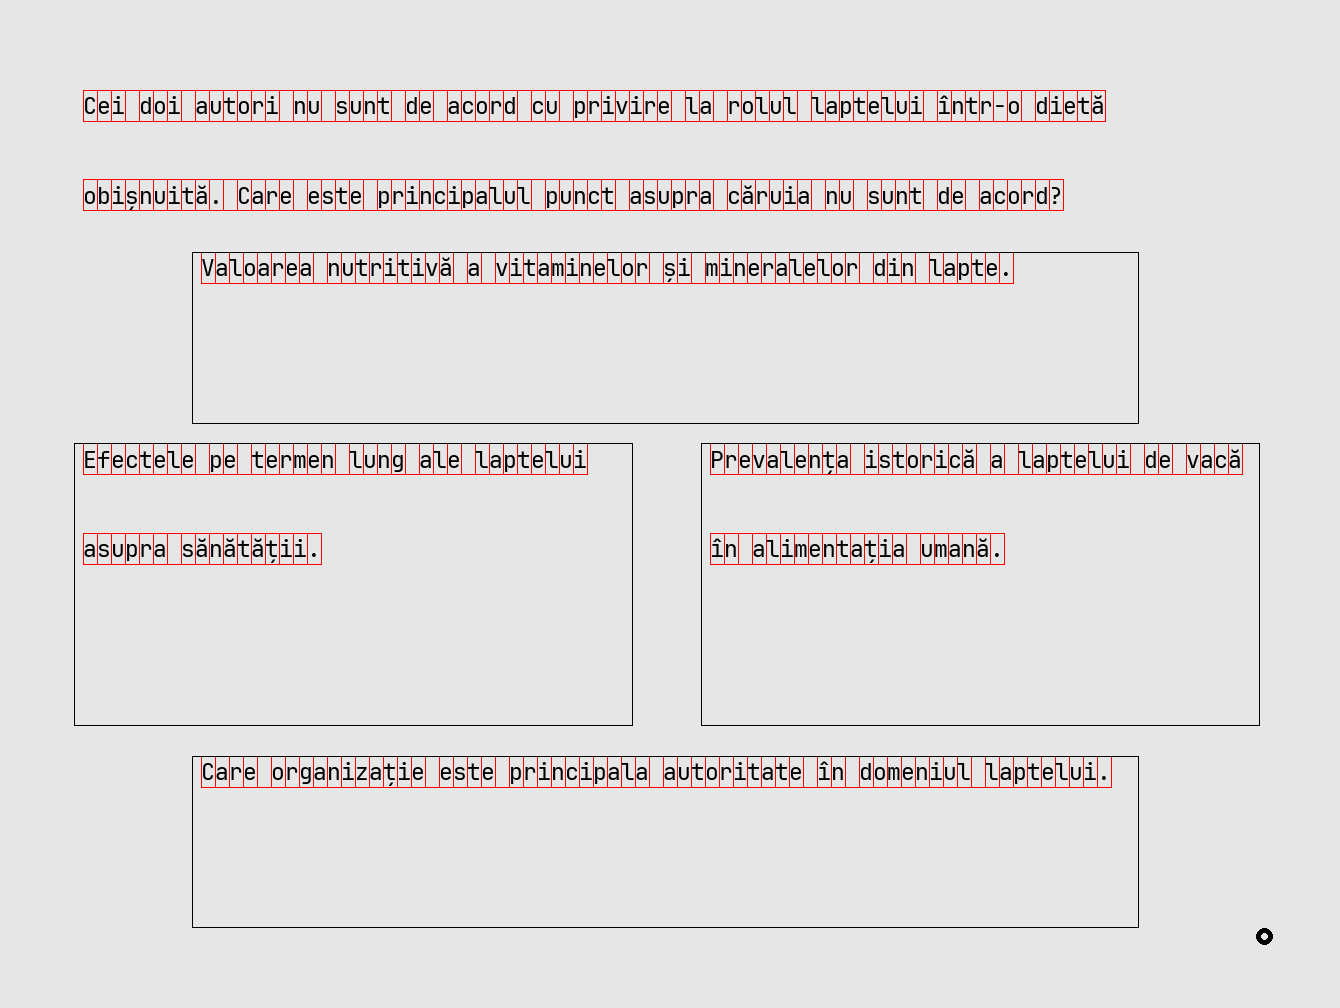 Cei doi autori nu sunt de acord cu privire la rolul laptelui într-o dietă
obișnuită. Care este principalul punct asupra căruia nu sunt de acord?
Valoarea nutritivă a vitaminelor și mineralelor din lapte.
Efectele pe termen lung ale laptelui
asupra sănătății.
Prevalența istorică a laptelui de vacă
în alimentația umană.
Care organizație este principala autoritate în domeniul laptelui.